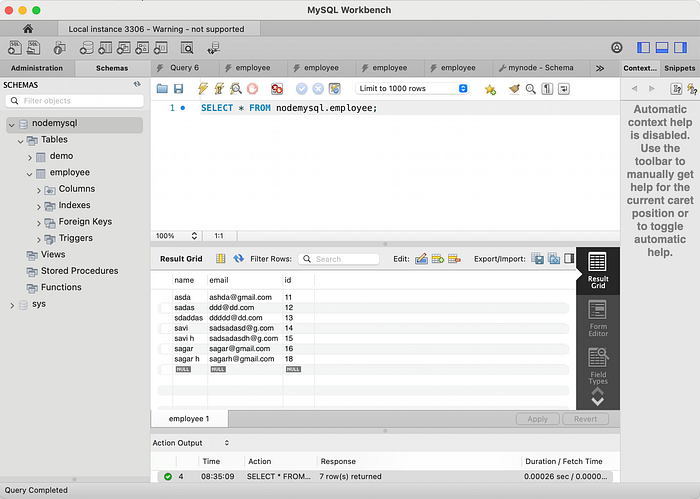 MySQL Workbench
Local instance 3306 - Warning - not supported
Administration Schemas Query 6 employee employee employee employee mynode - Schema Context... Snippets
SCHEMAS
Filter objects
nodemysql
Tables
demo
employee
Columns
Indexes
Foreign Keys
Triggers
Views
Stored Procedures
Functions
sys
Limit to 1000 rows
1 SELECT * FROM nodemysql.employee;
100% 1:1
Automatic
context help
is disabled.
Use the
toolbar to
manually get
help for the
current caret
position or
to toggle
automatic
help.
Result Grid Filter Rows: Search Edit: Export/Import:
name email id
asda ashda@gmail.com 11
sadas ddd@dd.com 12
sdaddas ddddd@dd.com 13
savi sadsadasd@g.com 14
savi h sadsadasdh@g.com 15
sagar sagar@gmail.com 16
sagar h sagarh@gmail.com 18
NULL NULL NULL
Result
Grid
Form
Editor
Field
Types
employee 1 Apply Revert
Action Output
Time Action Response Duration / Fetch Time
4 08:35:09 SELECT * FROM... 7 row(s) returned 0.00026 sec / 0.0000...
Query Completed